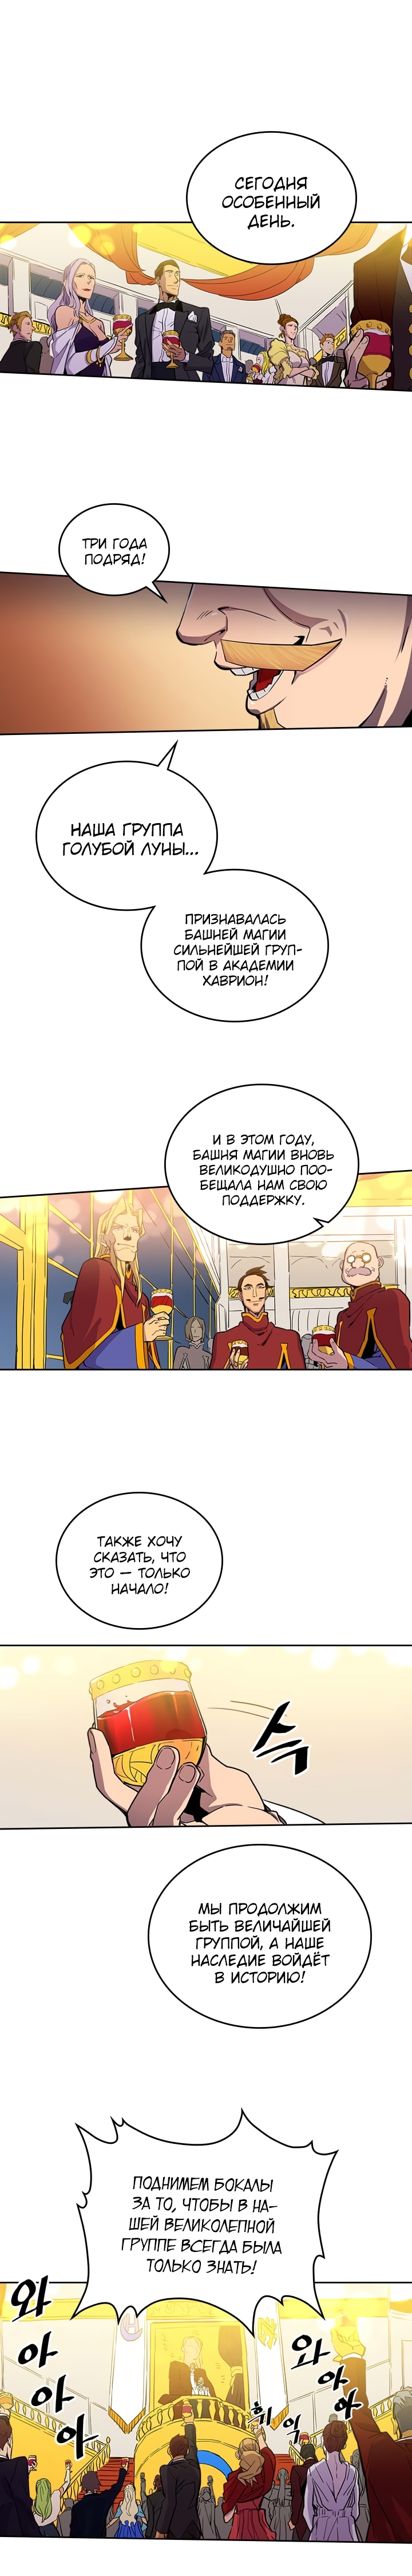 СЕГОДНЯ
ОСОБЕННЫЙ
ДЕНЬ.
ТРИ ГОДА
ПОДРЯД!
НАША ГРУППА
ГОЛУБОЙ ЛУНЫ...
ПРИЗНАВАЛАСЬ
БАШНЕЙ МАГИИ
СИЛЬНЕЙШЕЙ ГРУП-
ПОЙ В АКАДЕМИИ
ХАВРИОН!
И В ЭТОМ ГОДУ,
БАШНЯ МАГИИ ВНОВЬ
ВЕЛИКОДУШНО ПОО-
БЕЩАЛА НАМ СВОЮ
ПОДДЕРЖКУ.
ТАКЖЕ ХОЧУ
СКАЗАТЬ, ЧТО
ЭТО — ТОЛЬКО
НАЧАЛО!
스윽
МЫ ПРОДОЛЖИМ
БЫТЬ ВЕЛИЧАЙШЕЙ
ГРУППОЙ, А НАШЕ
НАСЛЕДИЕ ВОЙДЁТ
В ИСТОРИЮ!
ПОДНИМЕМ БОКАЛЫ
ЗА ТО, ЧТОБЫ В НА-
ШЕЙ ВЕЛИКОЛЕПНОЙ
ГРУППЕ ВСЕГДА БЫЛА
ТОЛЬКО ЗНАТЬ!
와아아아
와아아
휘익